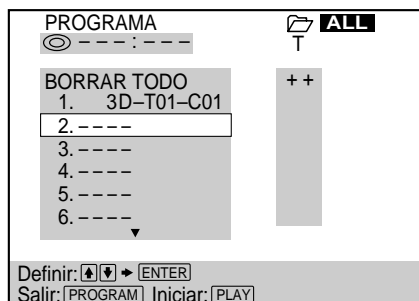 PROGRAMA ALL
– – – : – – – T
BORRAR TODO + +
1. 3D–T01–C01
2. – – – –
3. – – – –
4. – – – –
5. – – – –
6. – – – –
Definir: ENTER
Salir: PROGRAM Iniciar: PLAY